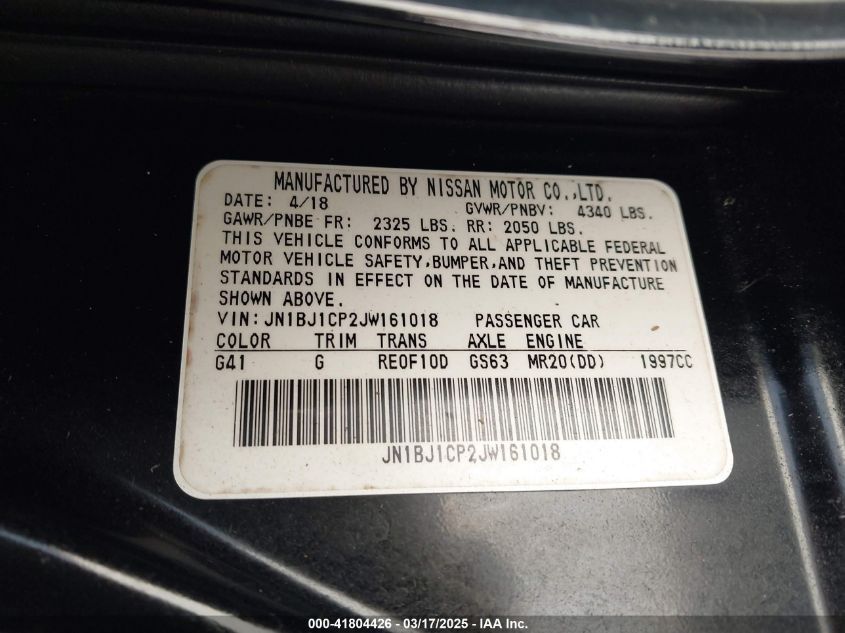 MANUFACTURED BY NISSAN MOTOR CO.,LTD.
DATE: 4/18 GVWR/PNBV: 4340 LBS.
GAWR/PNBE FR: 2325 LBS. RR: 2050 LBS.
THIS VEHICLE CONFORMS TO ALL APPLICABLE FEDERAL
MOTOR VEHICLE SAFETY,BUMPER,AND THEFT PREVENTION
STANDARDS IN EFFECT ON THE DATE OF MANUFACTURE
SHOWN ABOVE.
VIN:JN1BJ1CP2JW161018 PASSENGER CAR
COLOR TRIM TRANS AXLE ENGINE
G41 G RE0F10D GS63 MR20(DD) 1997CC
JN1BJ1CP2JW161018
000-41804426 - 03/17/2025 - IAA Inc.